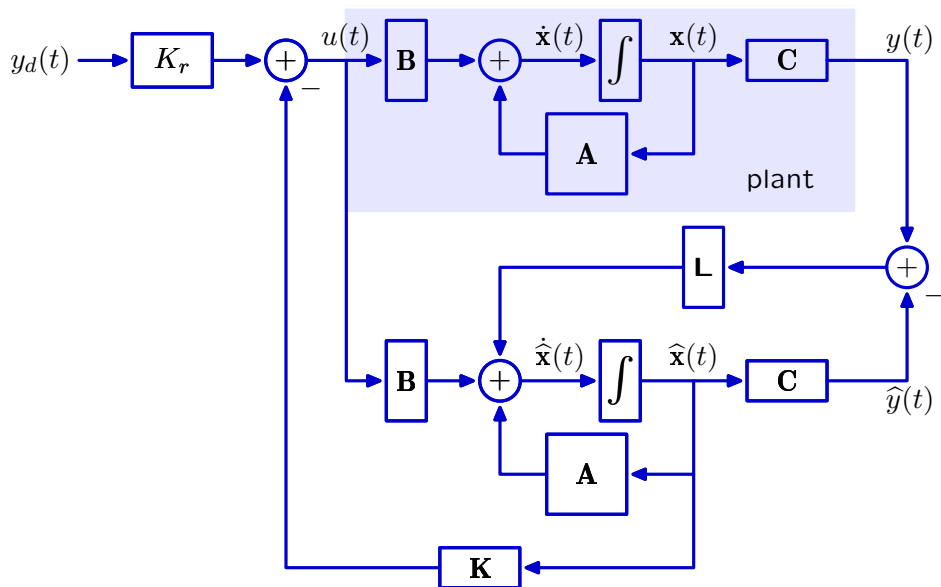 u(t) ẋ(t) x(t) y(t)
y_d(t) K_r + B + ∫ C
−
A
plant
L +
−
x̂̇(t) x̂(t)
B + ∫ C
ŷ(t)
A
K